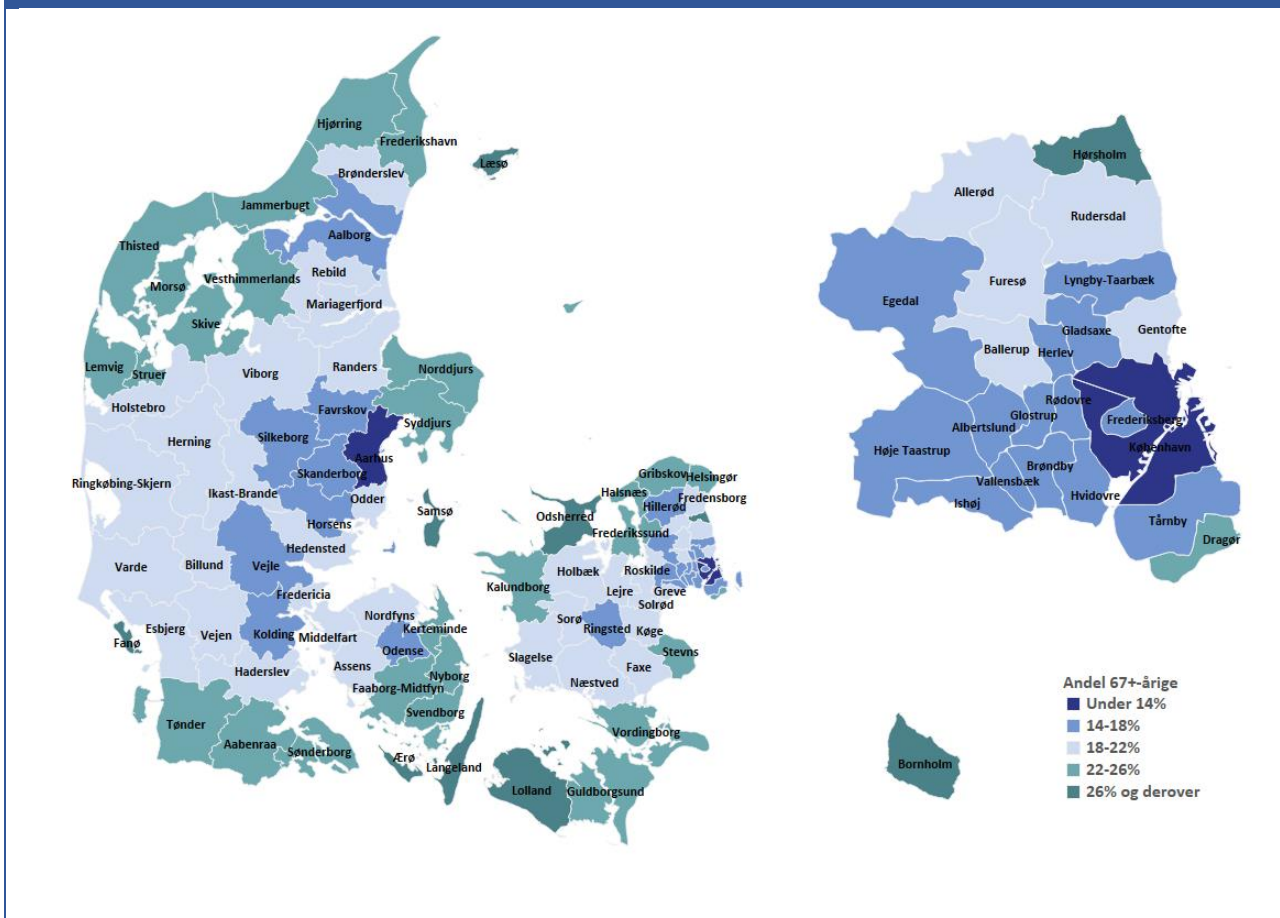 Hjørring
Frederikshavn
Læsø
Brønderslev
Jammerbugt
Aalborg
Thisted
Rebild
Vesthimmerlands
Morsø
Mariagerfjord
Skive
Lemvig
Struer
Viborg
Randers
Norddjurs
Holstebro
Favrskov
Syddjurs
Silkeborg
Herning
Aarhus
Skanderborg
Ringkøbing-Skjern
Ikast-Brande
Odder
Samsø
Horsens
Hedensted
Varde
Billund
Vejle
Fredericia
Nordfyns
Esbjerg
Vejen
Kolding
Middelfart
Kerteminde
Fanø
Odense
Assens
Haderslev
Nyborg
Faaborg-Midtfyn
Svendborg
Tønder
Aabenraa
Sønderborg
Ærø
Langeland
Gribskov
Helsingør
Halsnæs
Fredensborg
Hillerød
Odsherred
Frederikssund
Kalundborg
Holbæk
Roskilde
Lejre
Greve
Solrød
Sorø
Ringsted
Køge
Stevns
Slagelse
Faxe
Næstved
Vordingborg
Lolland
Guldborgsund
Hørsholm
Allerød
Rudersdal
Furesø
Lyngby-Taarbæk
Egedal
Gladsaxe
Gentofte
Ballerup
Herlev
Rødovre
Glostrup
Frederiksberg
Albertslund
København
Høje Taastrup
Brøndby
Vallensbæk
Hvidovre
Ishøj
Tårnby
Dragør
Bornholm
Andel 67+-årige
Under 14%
14-18%
18-22%
22-26%
26% og derover